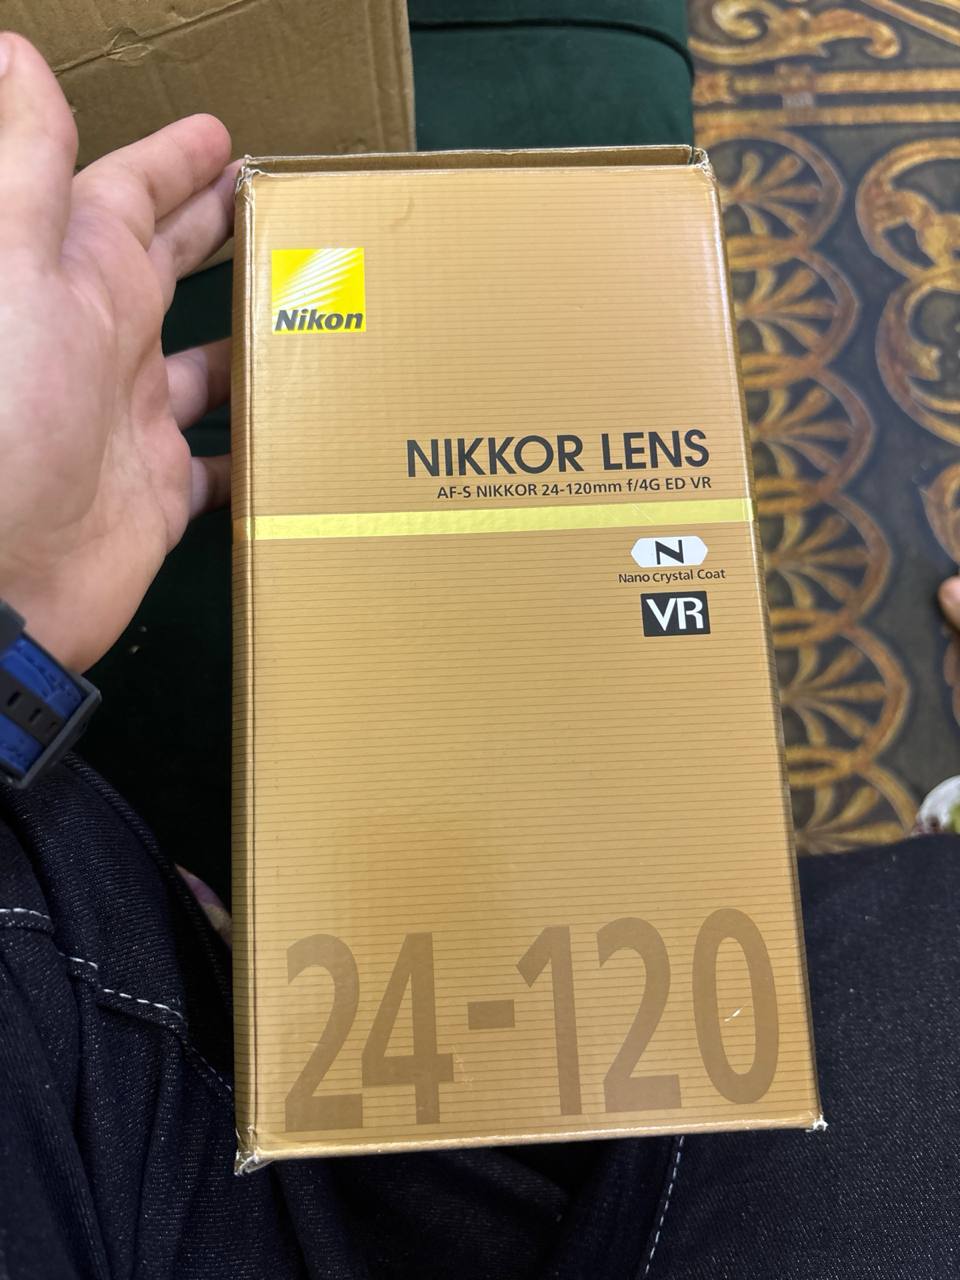 Nikon
NIKKOR LENS
AF-S NIKKOR 24-120mm f/4G ED VR
N
Nano Crystal Coat
VR
24-120